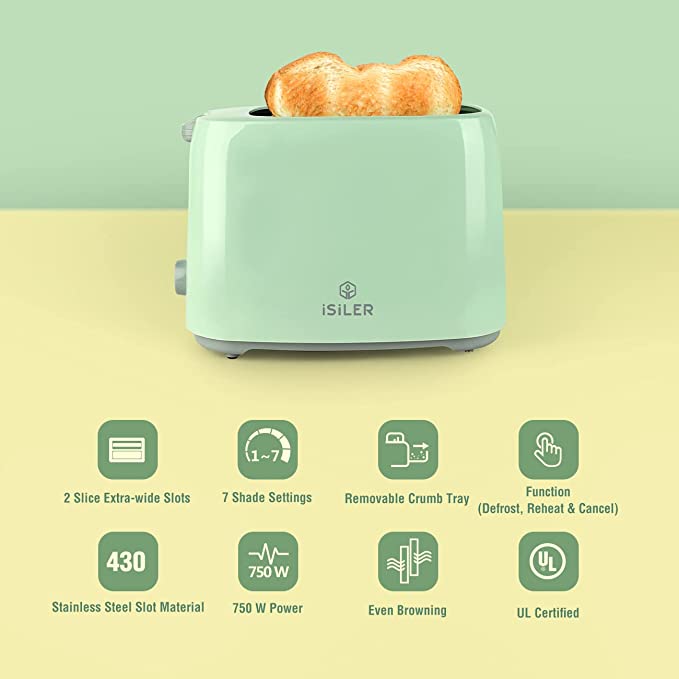 iSiLER
1~7
2 Slice Extra-wide Slots
7 Shade Settings
Removable Crumb Tray
Function
(Defrost, Reheat & Cancel)
430
750 W
UL
Stainless Steel Slot Material
750 W Power
Even Browning
UL Certified